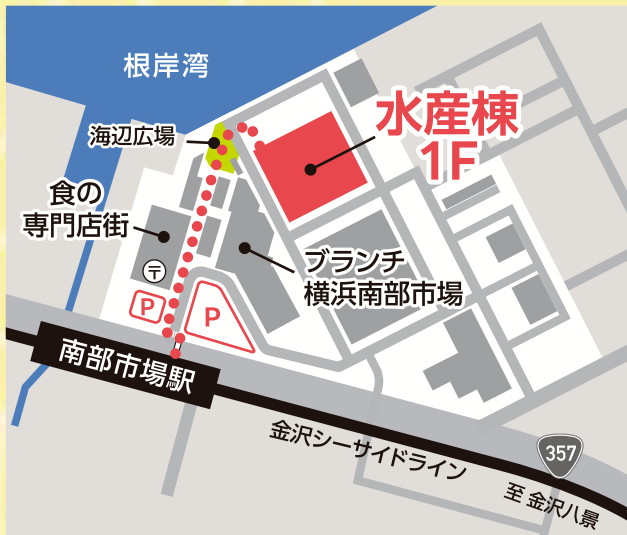 根岸湾
海辺広場
水産棟
1F
食の
専門店街
ブランチ
横浜南部市場
〒
P
P
南部市場駅
金沢シーサイドライン
357
至 金沢八景